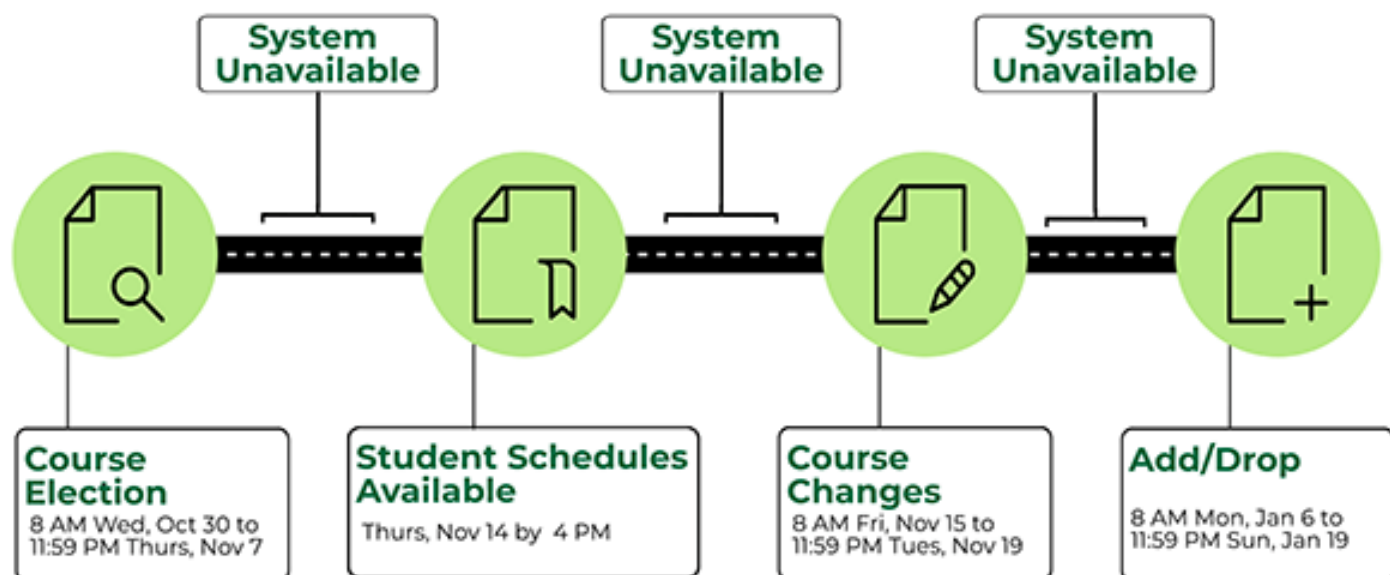 System
Unavailable
System
Unavailable
System
Unavailable
Course
Election
8 AM Wed, Oct 30 to
11:59 PM Thurs, Nov 7
Student Schedules
Available
Thurs, Nov 14 by 4 PM
Course
Changes
8 AM Fri, Nov 15 to
11:59 PM Tues, Nov 19
Add/Drop
8 AM Mon, Jan 6 to
11:59 PM Sun, Jan 19